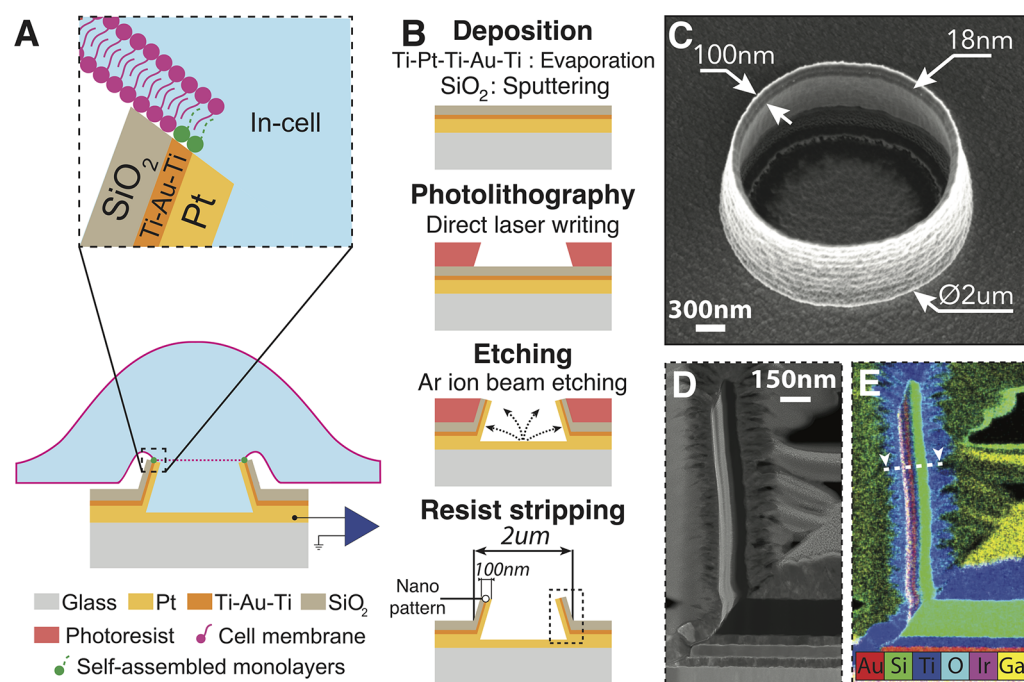 A
In-cell
SiO2
Ti-Au-Ti
Pt
Glass Pt Ti-Au-Ti SiO2
Photoresist Cell membrane
Self-assembled monolayers
B
Deposition
Ti-Pt-Ti-Au-Ti : Evaporation
SiO2: Sputtering
Photolithography
Direct laser writing
Etching
Ar ion beam etching
Resist stripping
2um
100nm
Nano
pattern
C
100nm
18nm
Ø2um
300nm
D
150nm
E
Au Si Ti O Ir Ga